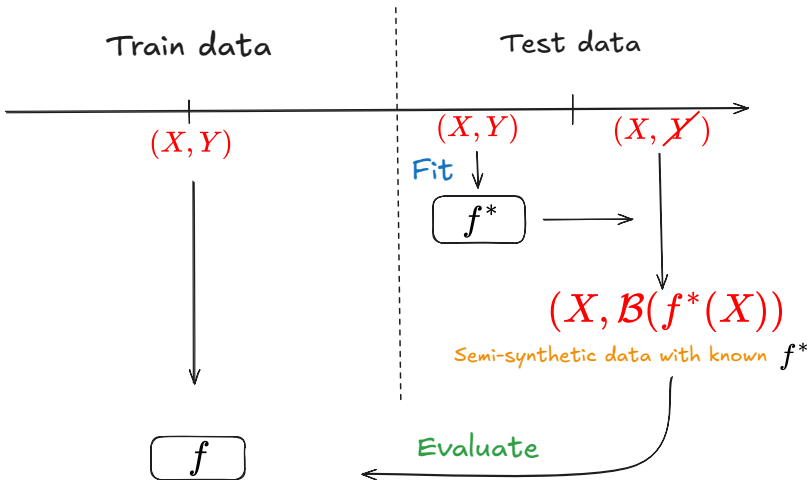 Train data
Test data
(X, Y)
(X, Y)
(X, Y̸)
Fit
f*
(X, ℬ(f*(X))
Semi-synthetic data with known f*
Evaluate
f